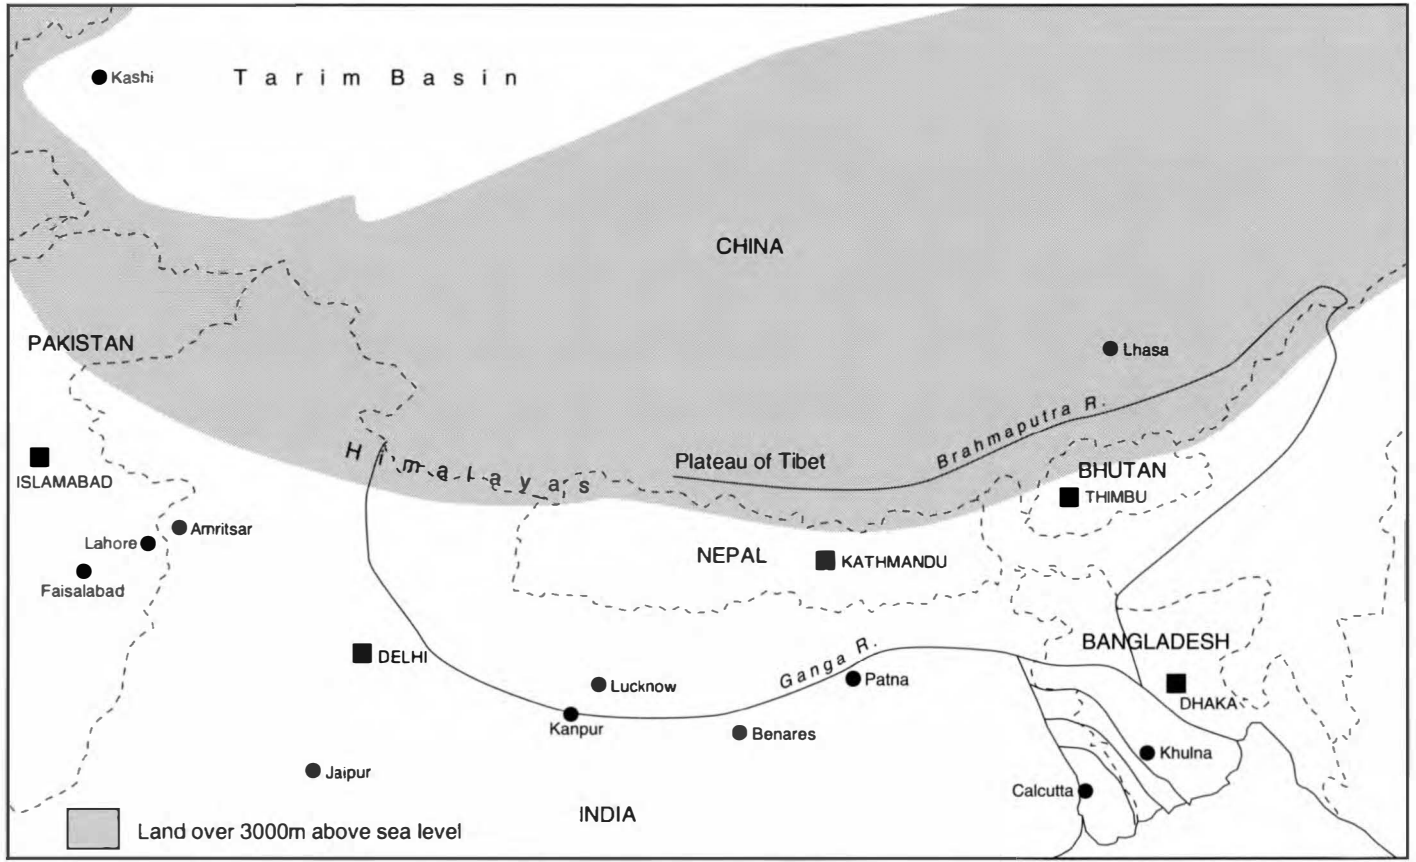 Kashi
Tarim Basin
CHINA
PAKISTAN
Lhasa
Brahmaputra R.
Himalayas
Plateau of Tibet
BHUTAN
ISLAMABAD
THIMBU
Amritsar
Lahore
NEPAL
KATHMANDU
Faisalabad
BANGLADESH
DELHI
Ganga R.
Lucknow
Patna
DHAKA
Kanpur
Benares
Khulna
Jaipur
Calcutta
INDIA
Land over 3000m above sea level